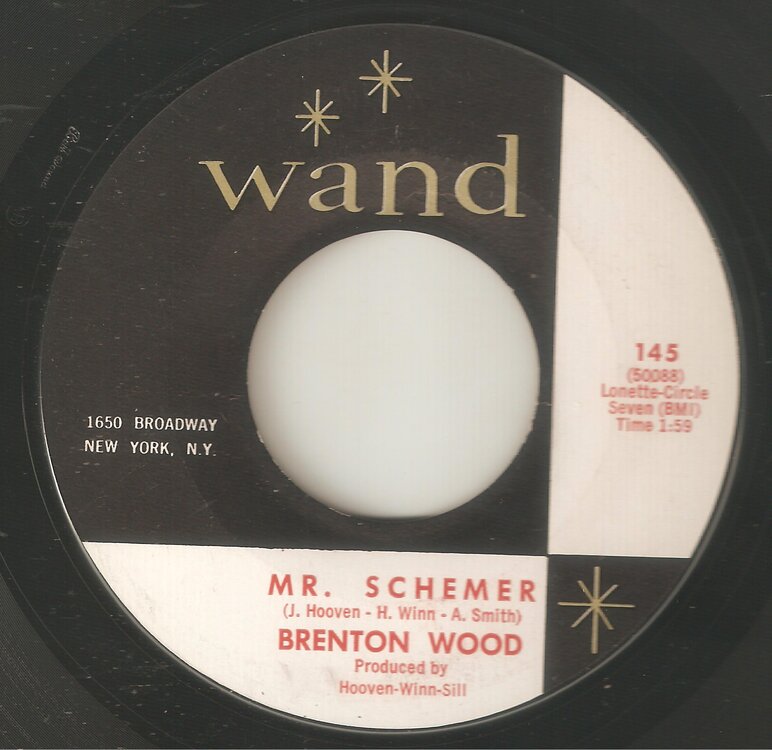 wand
1650 BROADWAY
NEW YORK, N.Y.
145
(50088)
Lonette-Circle
Seven (BMI)
Time 1:59
MR. SCHEMER
(J. Hooven - H. Winn - A. Smith)
BRENTON WOOD
Produced by
Hooven-Winn-Sill